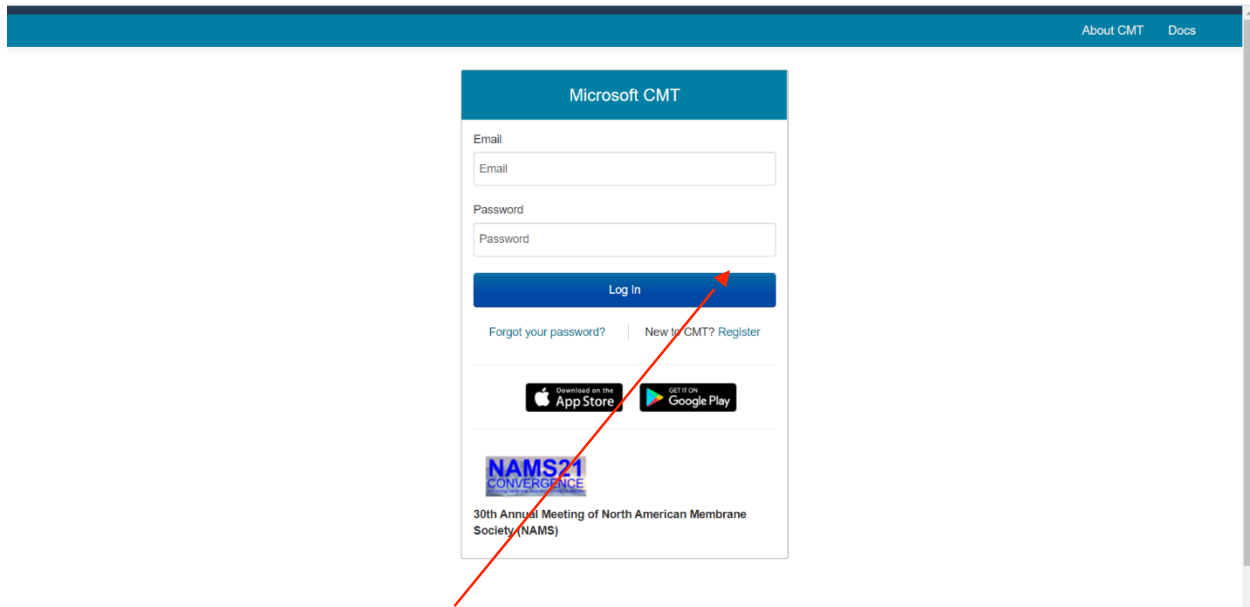 About CMT Docs
Microsoft CMT
Email
Email
Password
Password
Log In
Forgot your password? New to CMT? Register
Download on the
App Store
GET IT ON
Google Play
NAMS21
CONVERGENCE
30th Annual Meeting of North American Membrane
Society (NAMS)